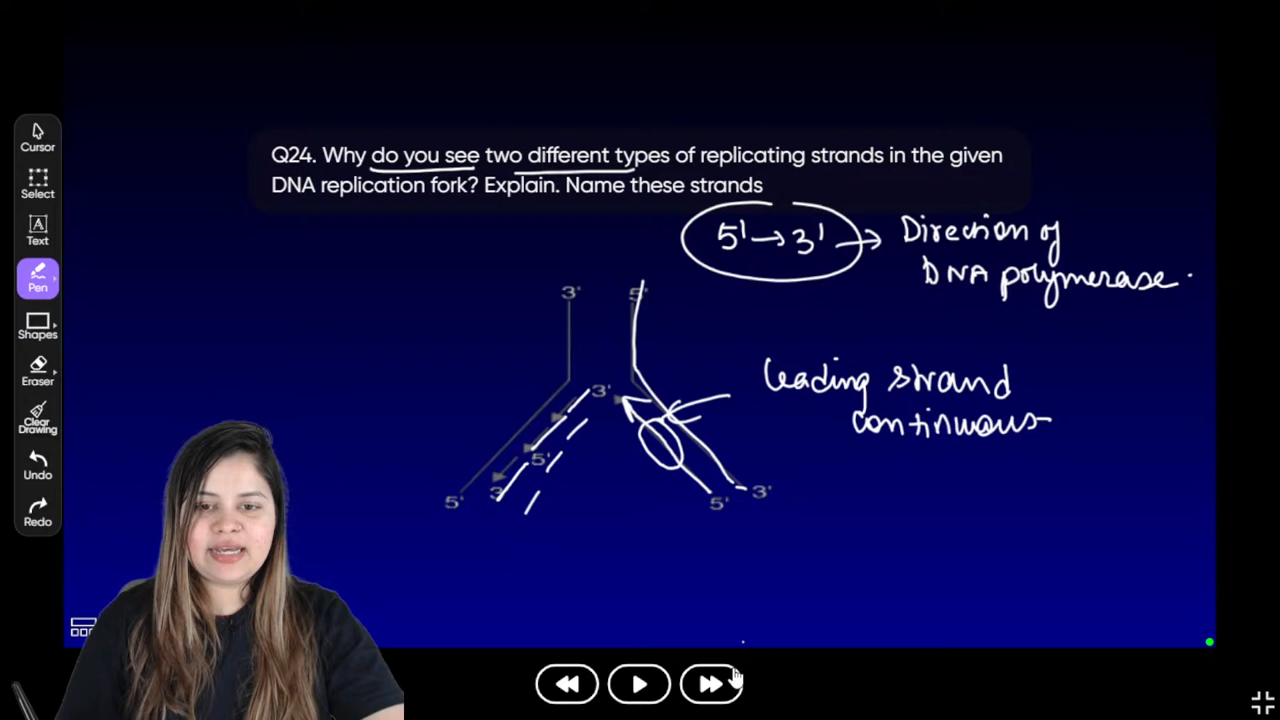 Cursor
Select
Text
Pen
Shapes
Eraser
Clear
Drawing
Undo
Redo
Q24. Why do you see two different types of replicating strands in the given
DNA replication fork? Explain. Name these strands
5' → 3' → Direction of
DNA polymerase.
3' 5'
3'
leading strand
continuous
5'
3
5' 5' 3'